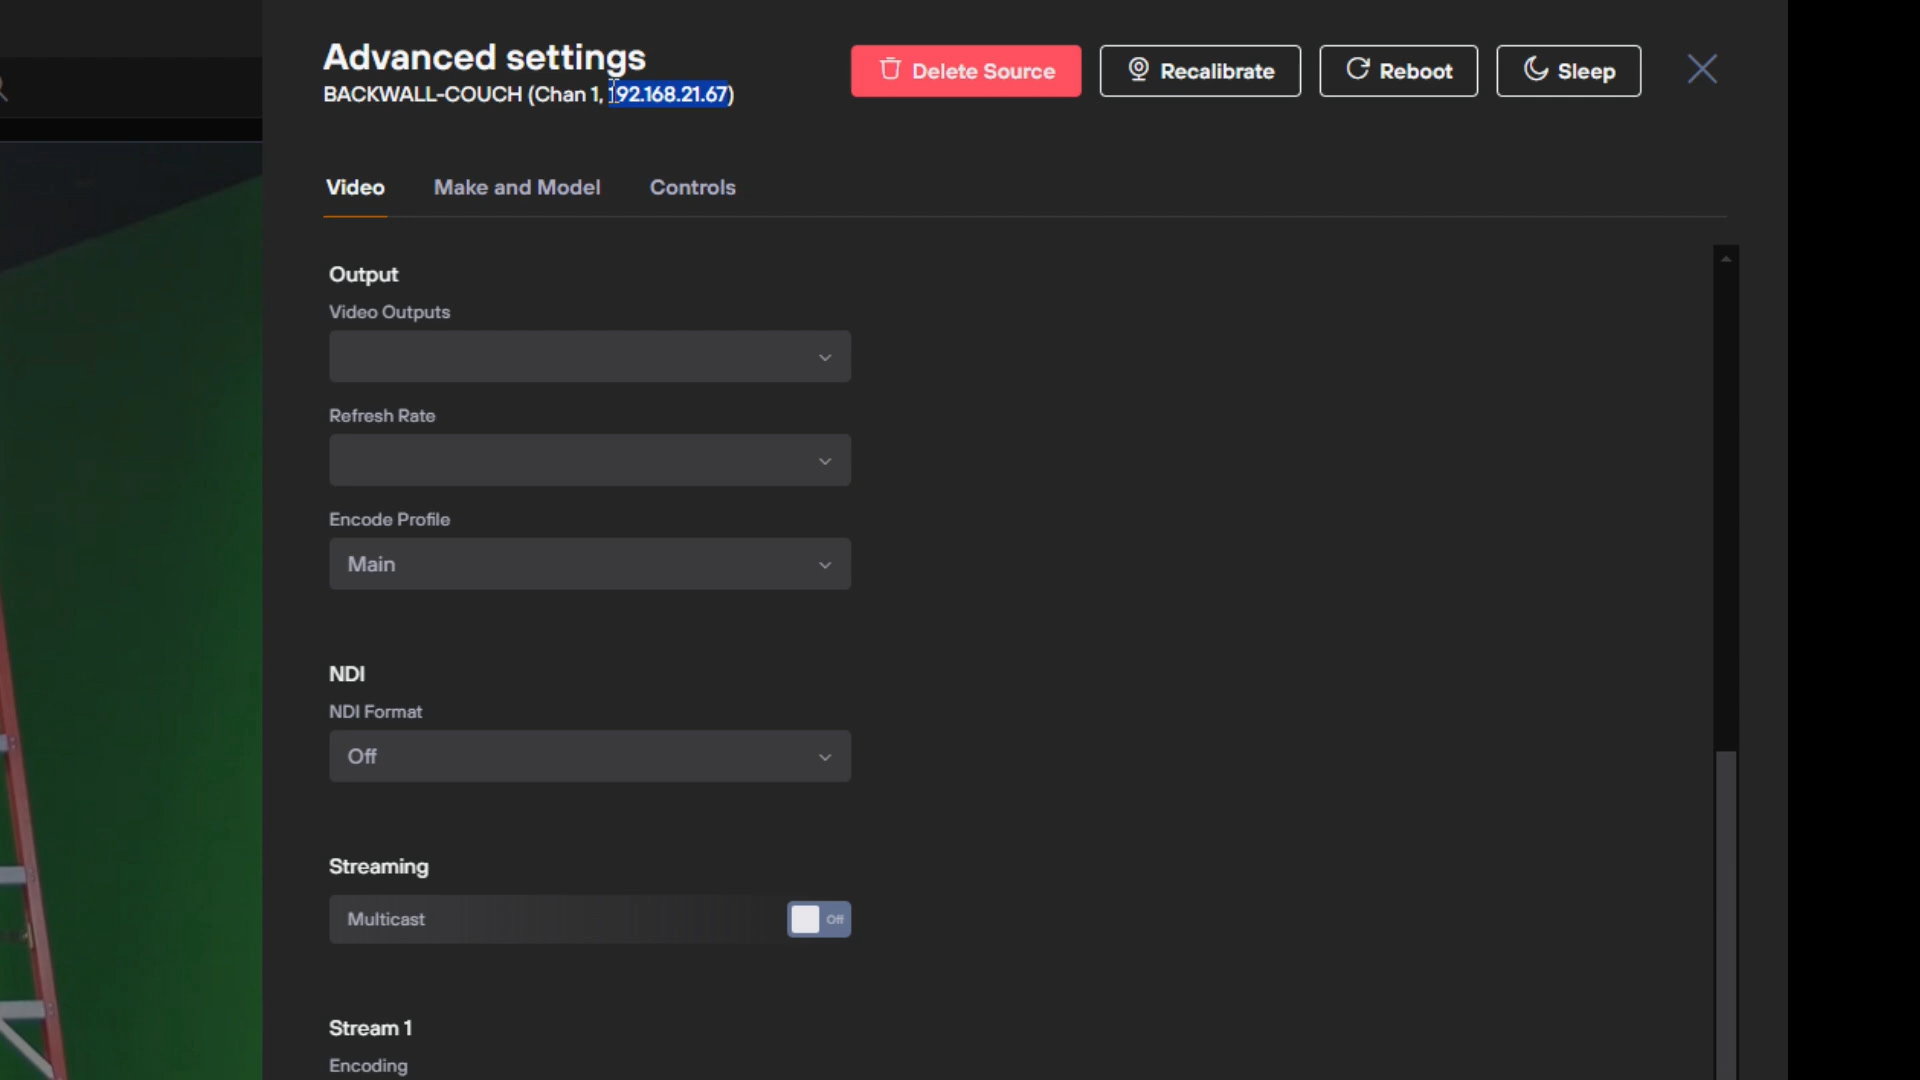 Advanced settings
BACKWALL-COUCH (Chan 1, 192.168.21.67)
Delete Source
Recalibrate
Reboot
Sleep
Video
Make and Model
Controls
Output
Video Outputs
Refresh Rate
Encode Profile
Main
NDI
NDI Format
Off
Streaming
Multicast
Off
Stream 1
Encoding